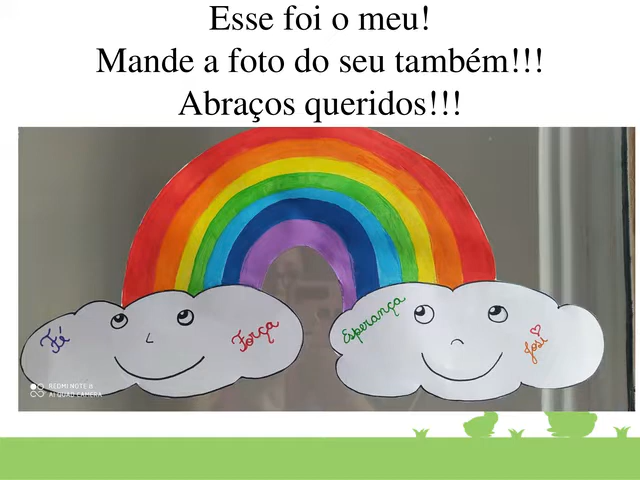 Esse foi o meu!
Mande a foto do seu também!!!
Abraços queridos!!!
Fé
Força
Esperança
José
REDMI NOTE 8
AI QUAD CAMERA